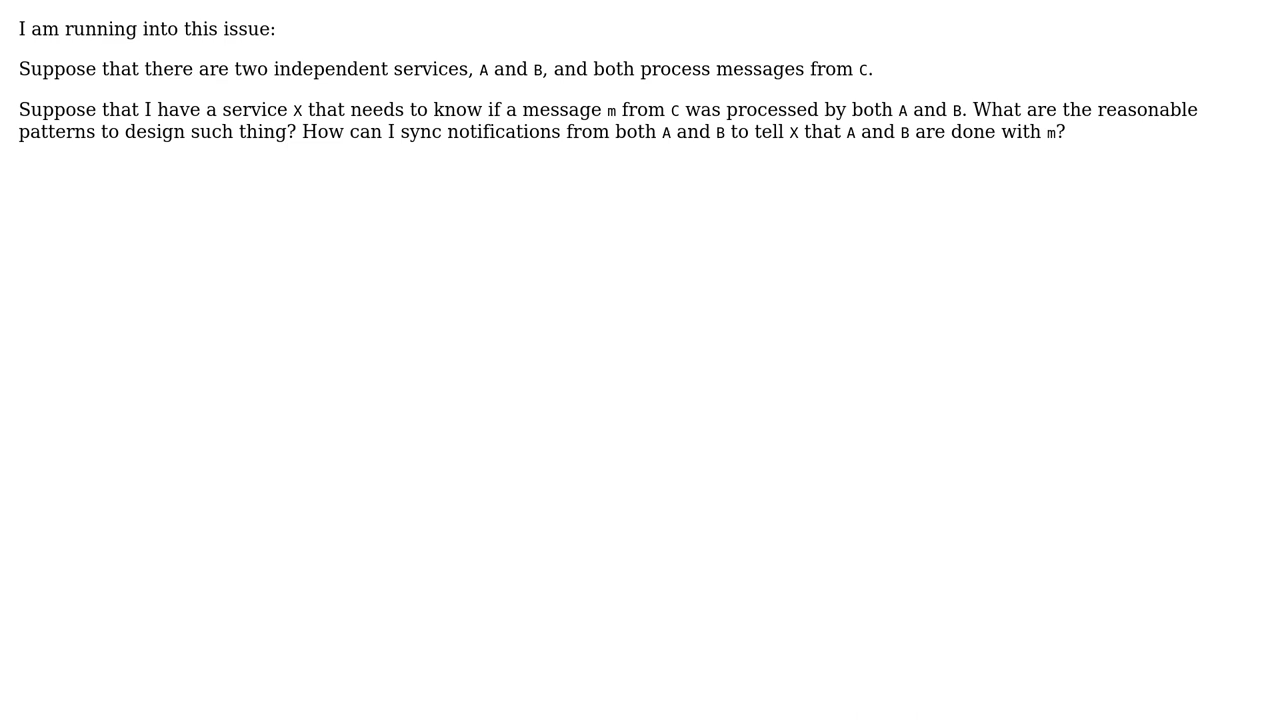 I am running into this issue:
Suppose that there are two independent services, A and B, and both process messages from C.
Suppose that I have a service X that needs to know if a message m from C was processed by both A and B. What are the reasonable
patterns to design such thing? How can I sync notifications from both A and B to tell X that A and B are done with m?